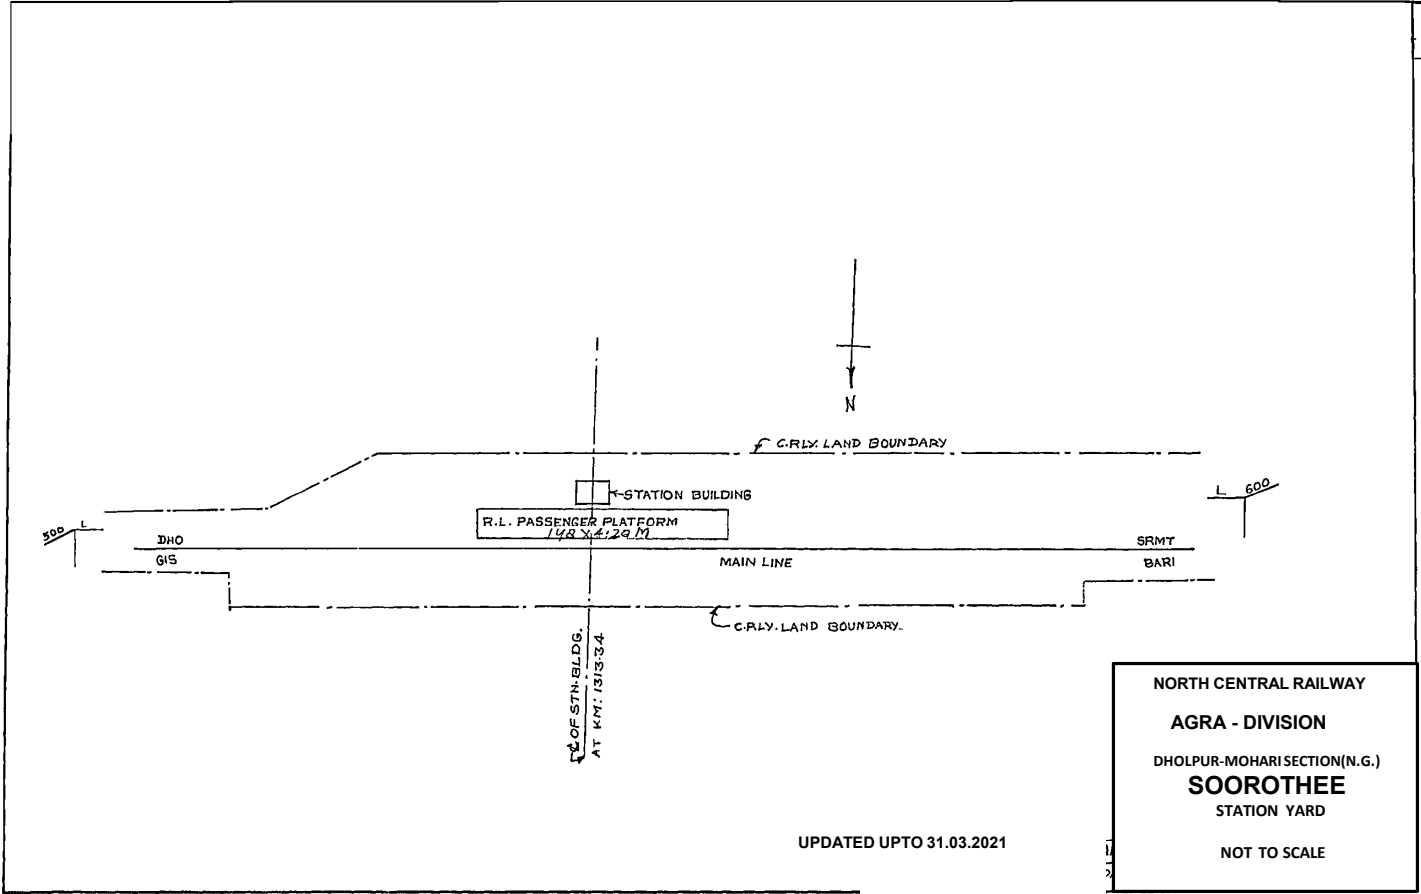 N
C.RLY. LAND BOUNDARY
STATION BUILDING
R.L. PASSENGER PLATFORM
148 X 4.20 M
500 L
L 600
DHO
GIS
MAIN LINE
SRMT
BARI
C.RLY. LAND BOUNDARY.
OF STN. BLDG.
AT KM: 1313.34
NORTH CENTRAL RAILWAY
AGRA - DIVISION
DHOLPUR-MOHARI SECTION(N.G.)
SOOROTHEE
STATION YARD
NOT TO SCALE
UPDATED UPTO 31.03.2021